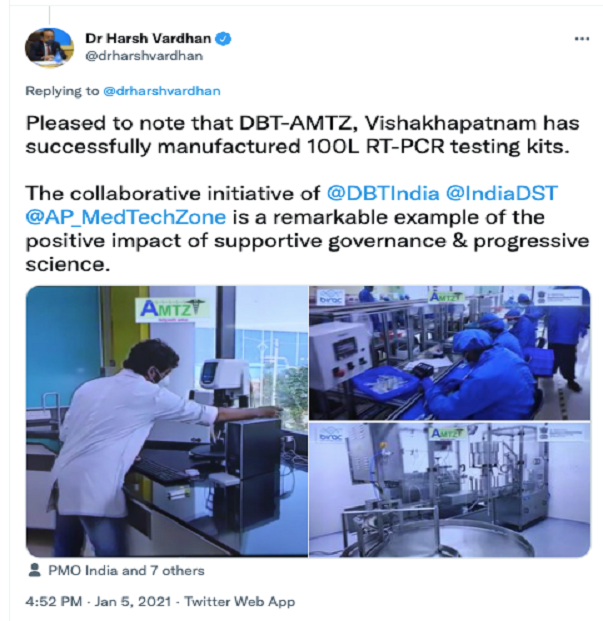 Dr Harsh Vardhan
@drharshvardhan
Replying to @drharshvardhan
Pleased to note that DBT-AMTZ, Vishakhapatnam has
successfully manufactured 100L RT-PCR testing kits.
The collaborative initiative of @DBTIndia @IndiaDST
@AP_MedTechZone is a remarkable example of the
positive impact of supportive governance & progressive
science.
AMTZ
birac
AMTZ
birac
AMTZ
PMO India and 7 others
4:52 PM · Jan 5, 2021 · Twitter Web App